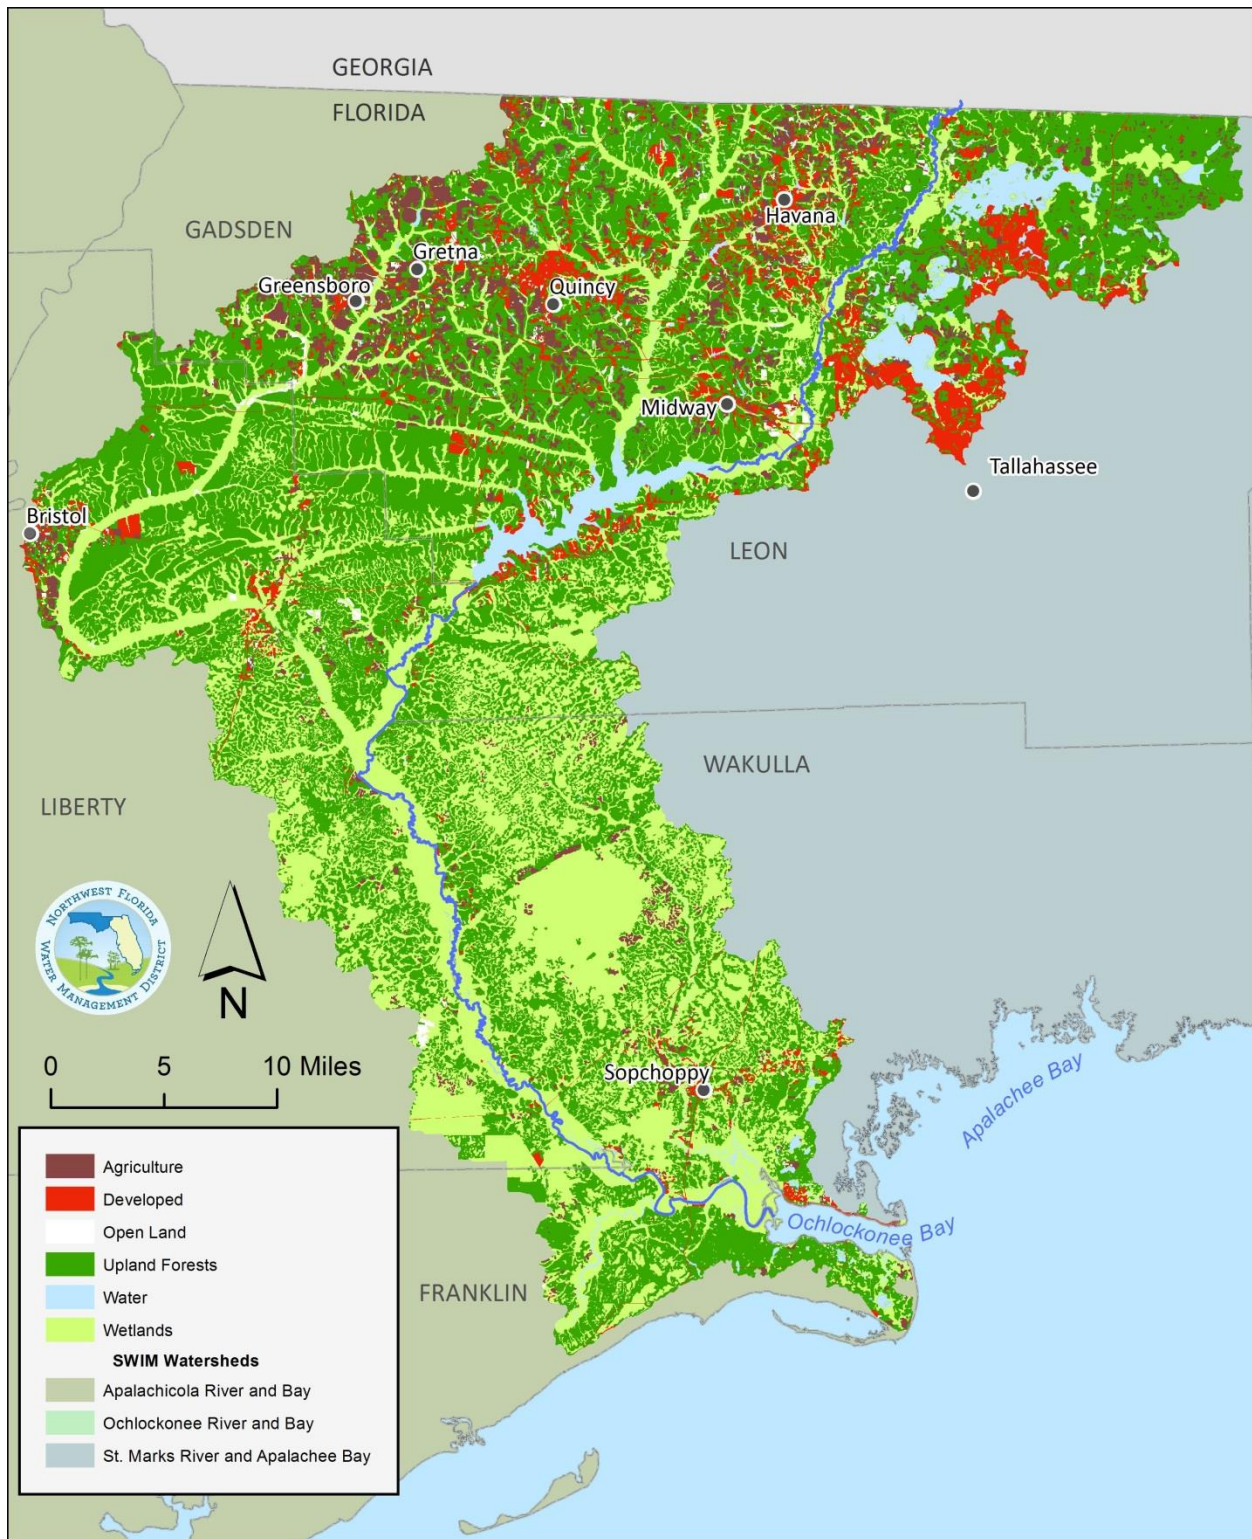 GEORGIA
FLORIDA
GADSDEN
Havana
Gretna
Greensboro
Quincy
Midway
Tallahassee
Bristol
LEON
WAKULLA
LIBERTY
NORTHWEST FLORIDA
WATER MANAGEMENT DISTRICT
N
0 5 10 Miles
Sopchoppy
Apalachee Bay
Ochlockonee Bay
FRANKLIN
Agriculture
Developed
Open Land
Upland Forests
Water
Wetlands
SWIM Watersheds
Apalachicola River and Bay
Ochlockonee River and Bay
St. Marks River and Apalachee Bay